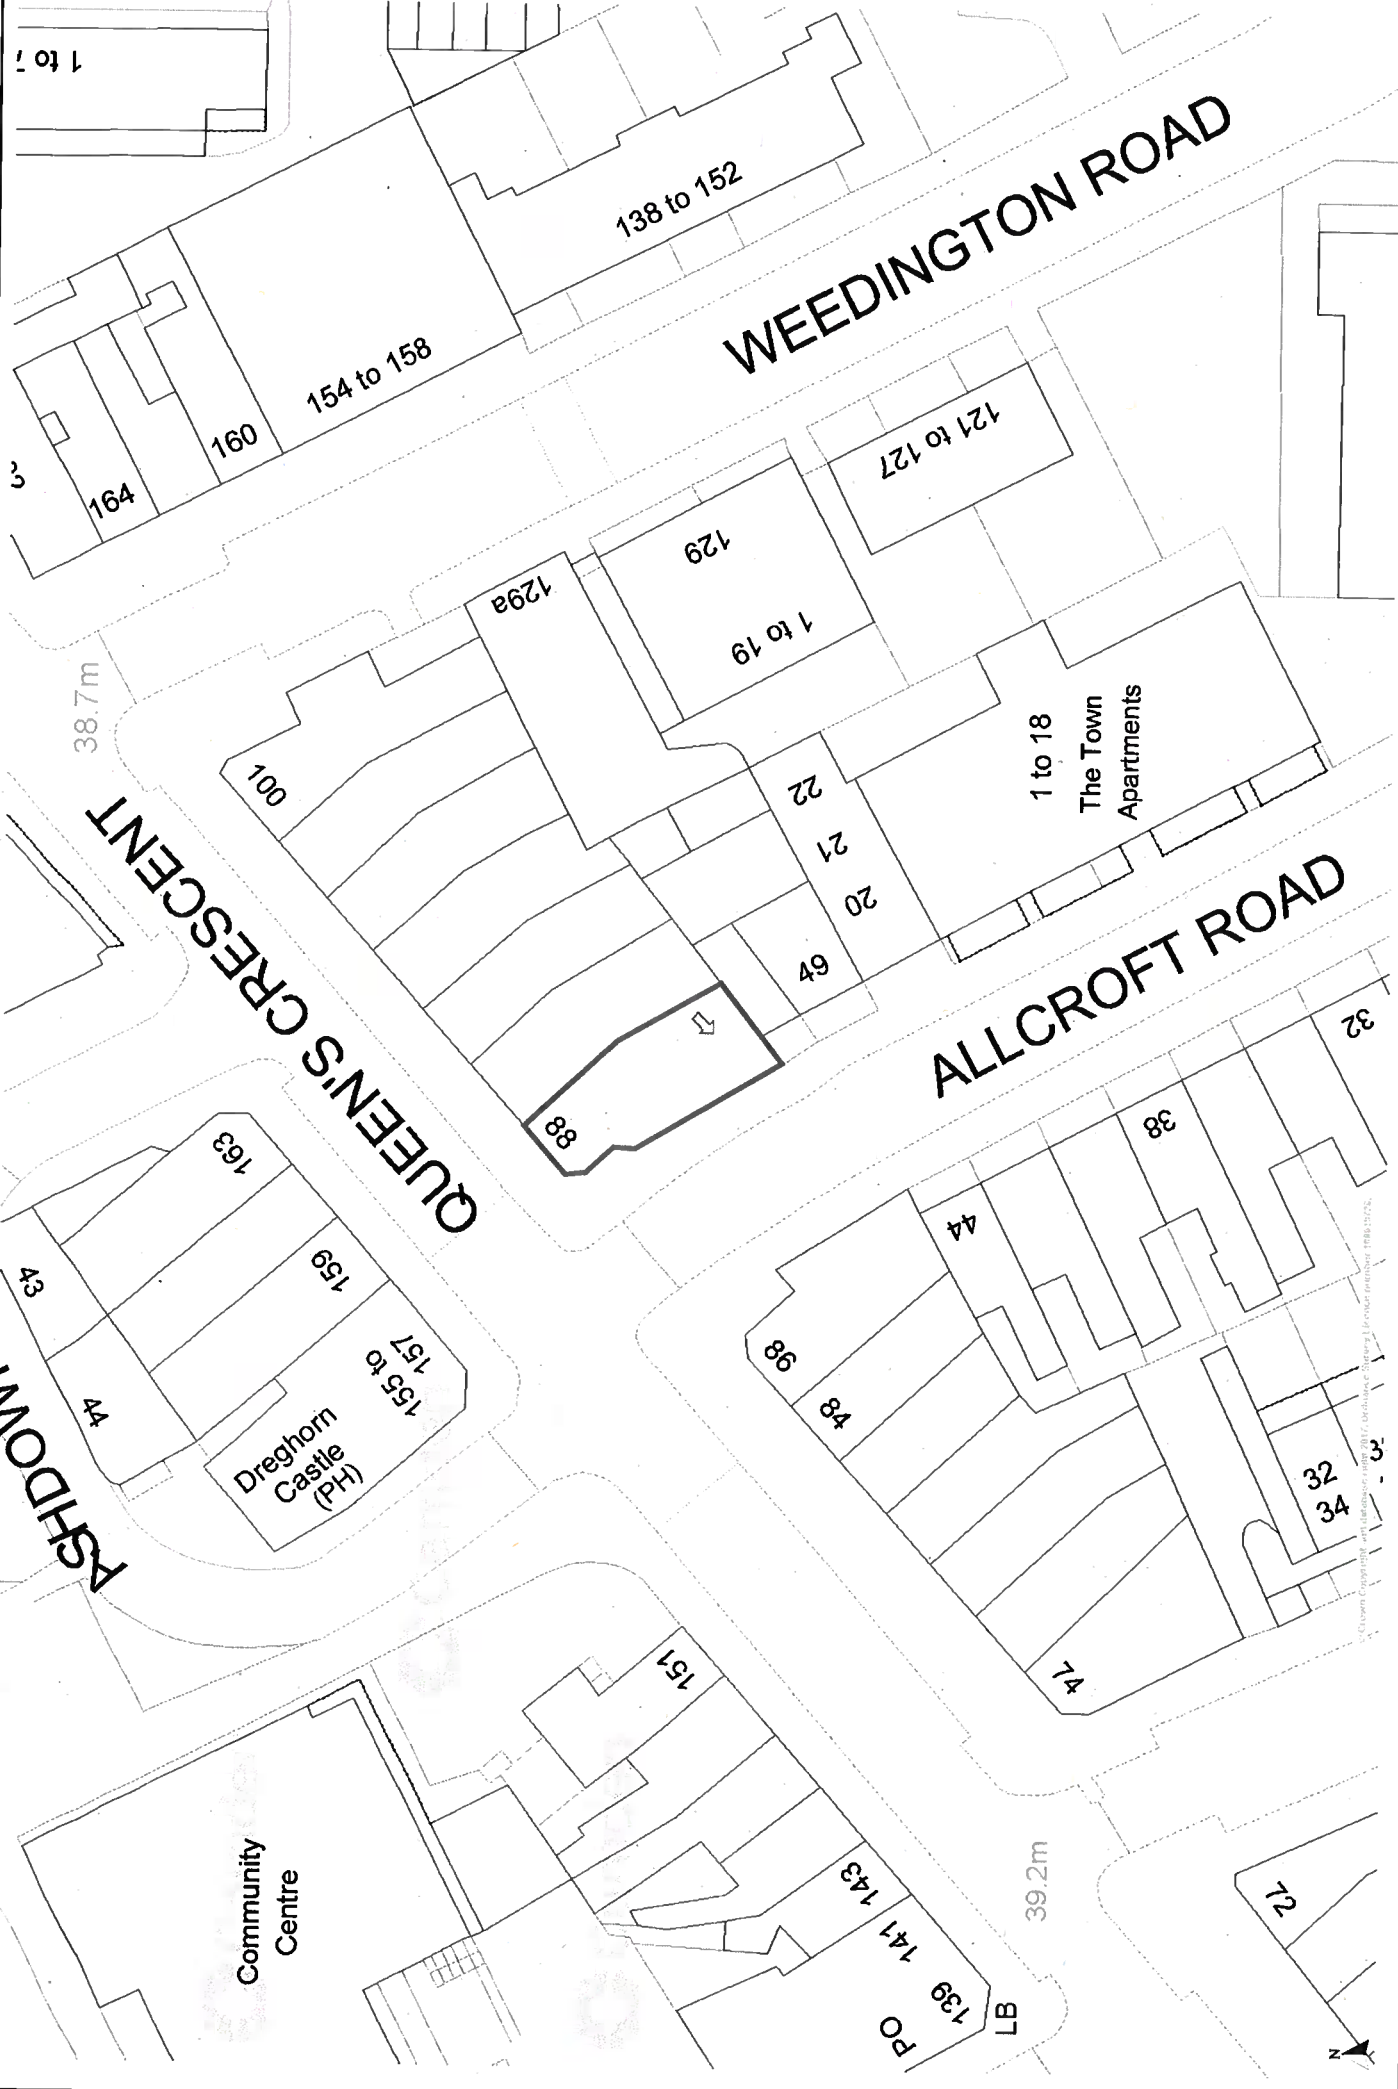 1 to 7
138 to 152
WEEDINGTON ROAD
154 to 158
160
164
121 to 127
129
1 to 19
129a
38.7m
100
QUEEN'S CRESCENT
22
21
20
49
1 to 18
The Town
Apartments
ALLCROFT ROAD
88
32
38
44
163
159
155 to
157
43
44
Dreghorn
Castle
(PH)
86
84
74
32
34
151
143
141
139
PO
LB
39.2m
72
Community
Centre
N